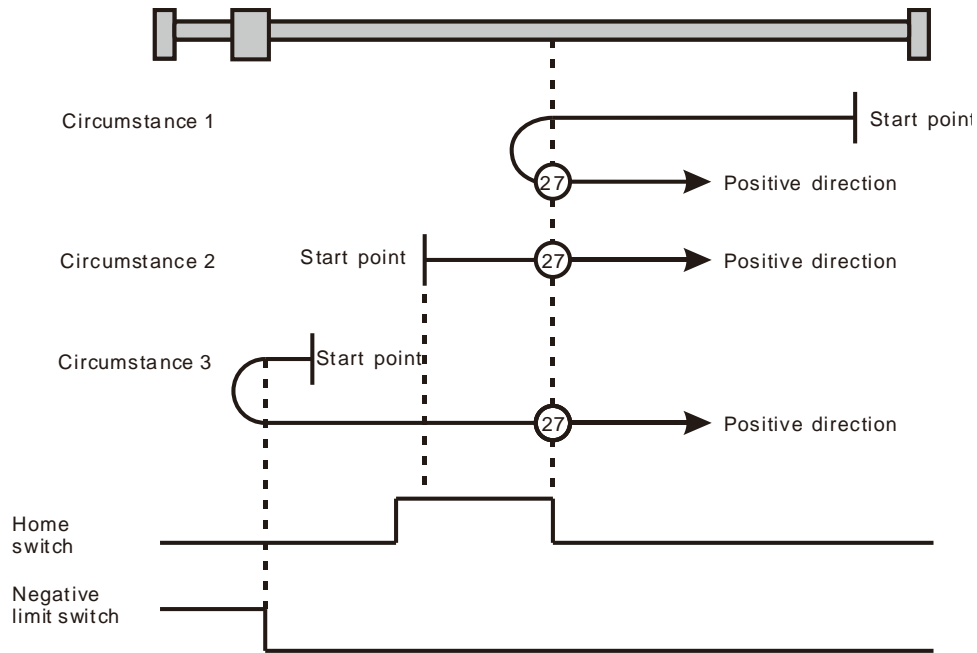 Circumstance 1
Start point
27
Positive direction
Circumstance 2
Start point
27
Positive direction
Circumstance 3
Start point
27
Positive direction
Home
switch
Negative
limit switch